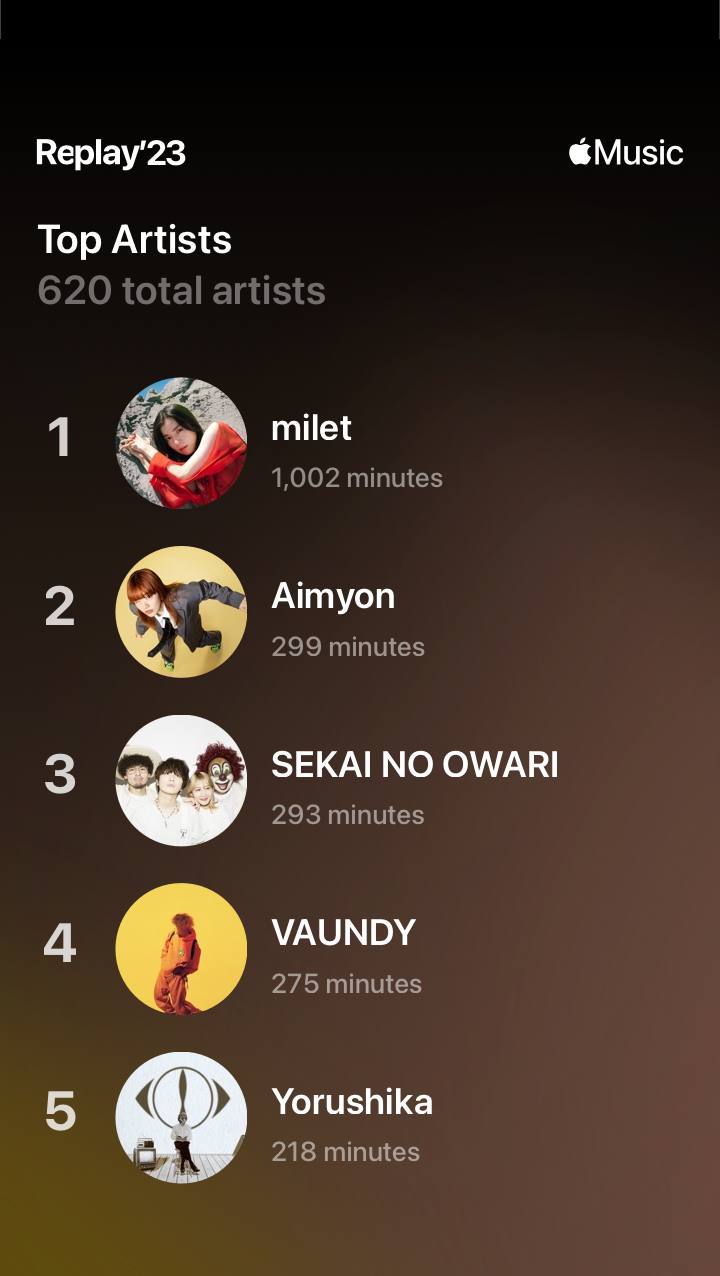 Replay'23
Music
Top Artists
620 total artists
1
milet
1,002 minutes
2
Aimyon
299 minutes
3
SEKAI NO OWARI
293 minutes
4
VAUNDY
275 minutes
5
Yorushika
218 minutes